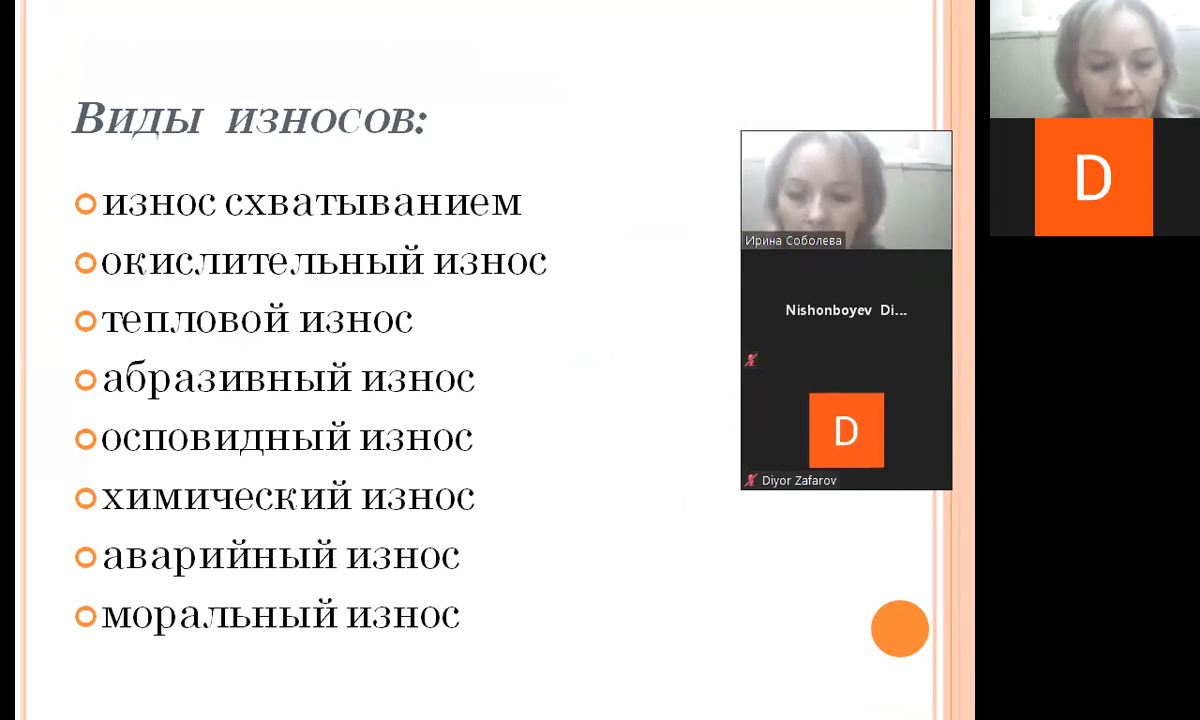 Виды износов:
износ схватыванием
окислительный износ
тепловой износ
абразивный износ
осповидный износ
химический износ
аварийный износ
моральный износ
Ирина Соболева
Nishonboyev Di...
D
Diyor Zafarov
D